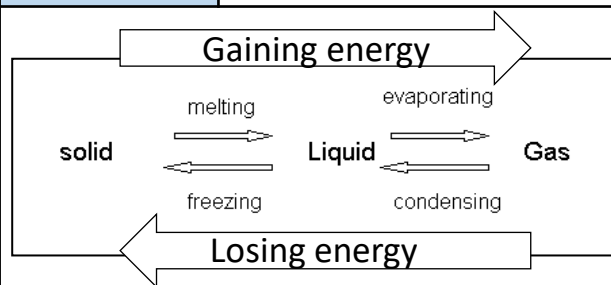 Gaining energy
melting
evaporating
solid
Liquid
Gas
freezing
condensing
Losing energy